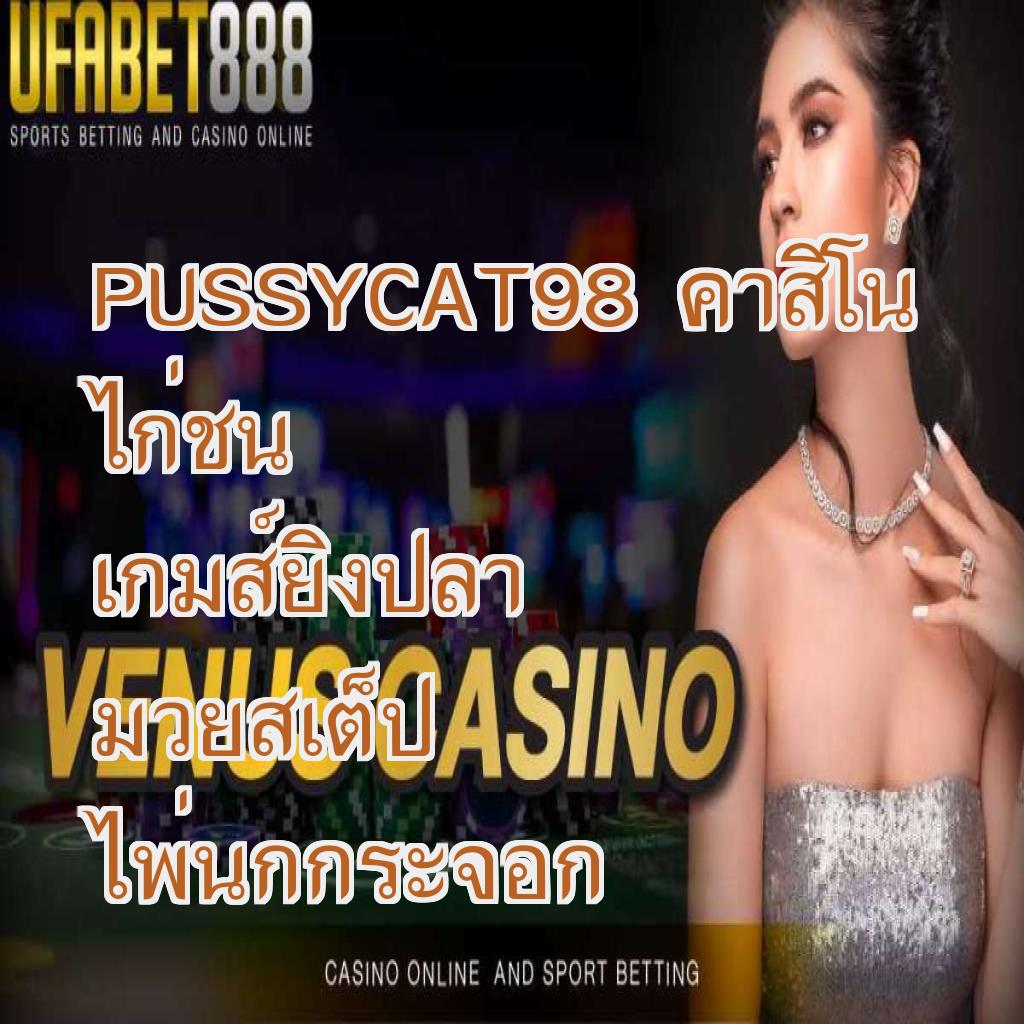 UFABET888
SPORTS BETTING AND CASINO ONLINE
PUSSYCAT98 คาสิโน
ไก่ชน
เกมส์ยิงปลา
VENUS CASINO
มวยสเต็ป
ไพ่นกกระจอก
CASINO ONLINE AND SPORT BETTING